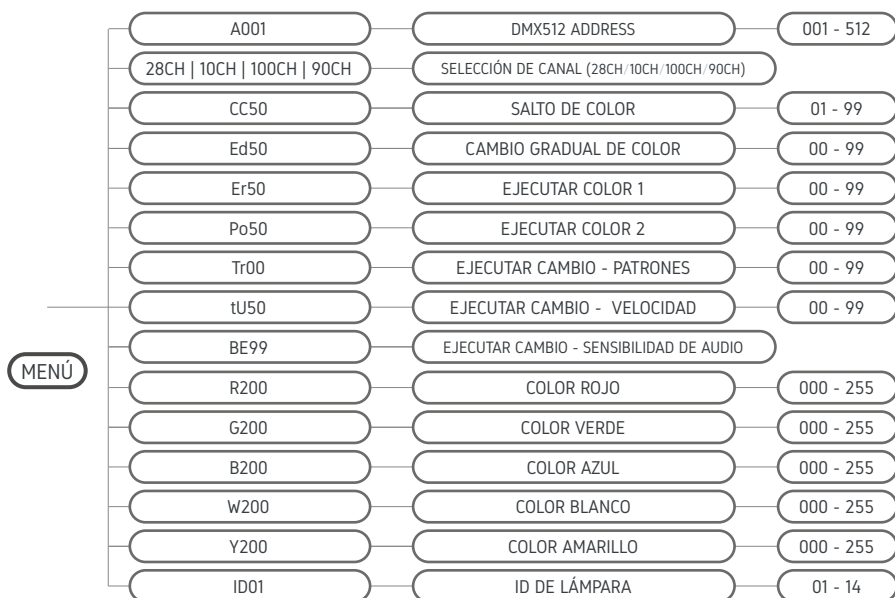 A001 DMX512 ADDRESS 001 - 512
28CH | 10CH | 100CH | 90CH SELECCIÓN DE CANAL (28CH/10CH/100CH/90CH)
CC50 SALTO DE COLOR 01 - 99
Ed50 CAMBIO GRADUAL DE COLOR 00 - 99
Er50 EJECUTAR COLOR 1 00 - 99
Po50 EJECUTAR COLOR 2 00 - 99
Tr00 EJECUTAR CAMBIO - PATRONES 00 - 99
tU50 EJECUTAR CAMBIO - VELOCIDAD 00 - 99
BE99 EJECUTAR CAMBIO - SENSIBILIDAD DE AUDIO
MENÚ
R200 COLOR ROJO 000 - 255
G200 COLOR VERDE 000 - 255
B200 COLOR AZUL 000 - 255
W200 COLOR BLANCO 000 - 255
Y200 COLOR AMARILLO 000 - 255
ID01 ID DE LÁMPARA 01 - 14